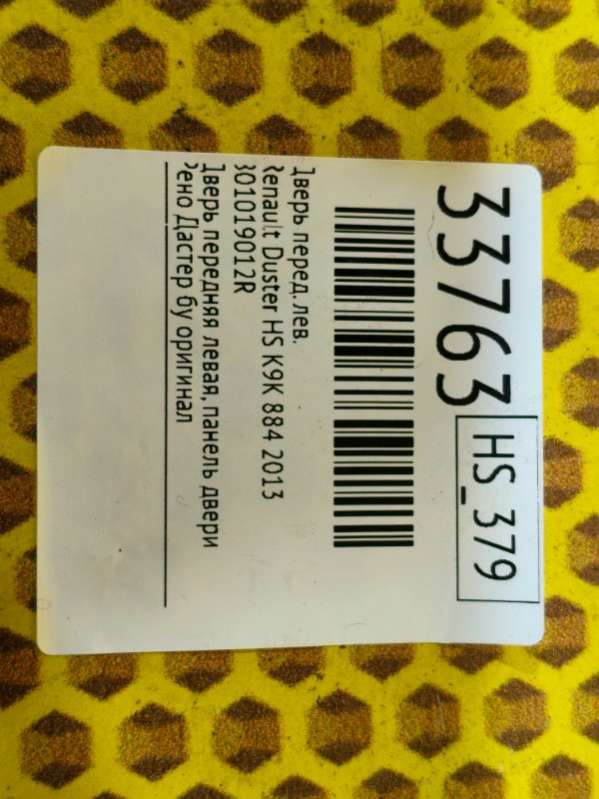 33763
HS_379
Дверь перед.лев.
Renault Duster HS K9K 884 2013
801019012R
Дверь передняя левая, панель двери
Рено Дастер бу оригинал